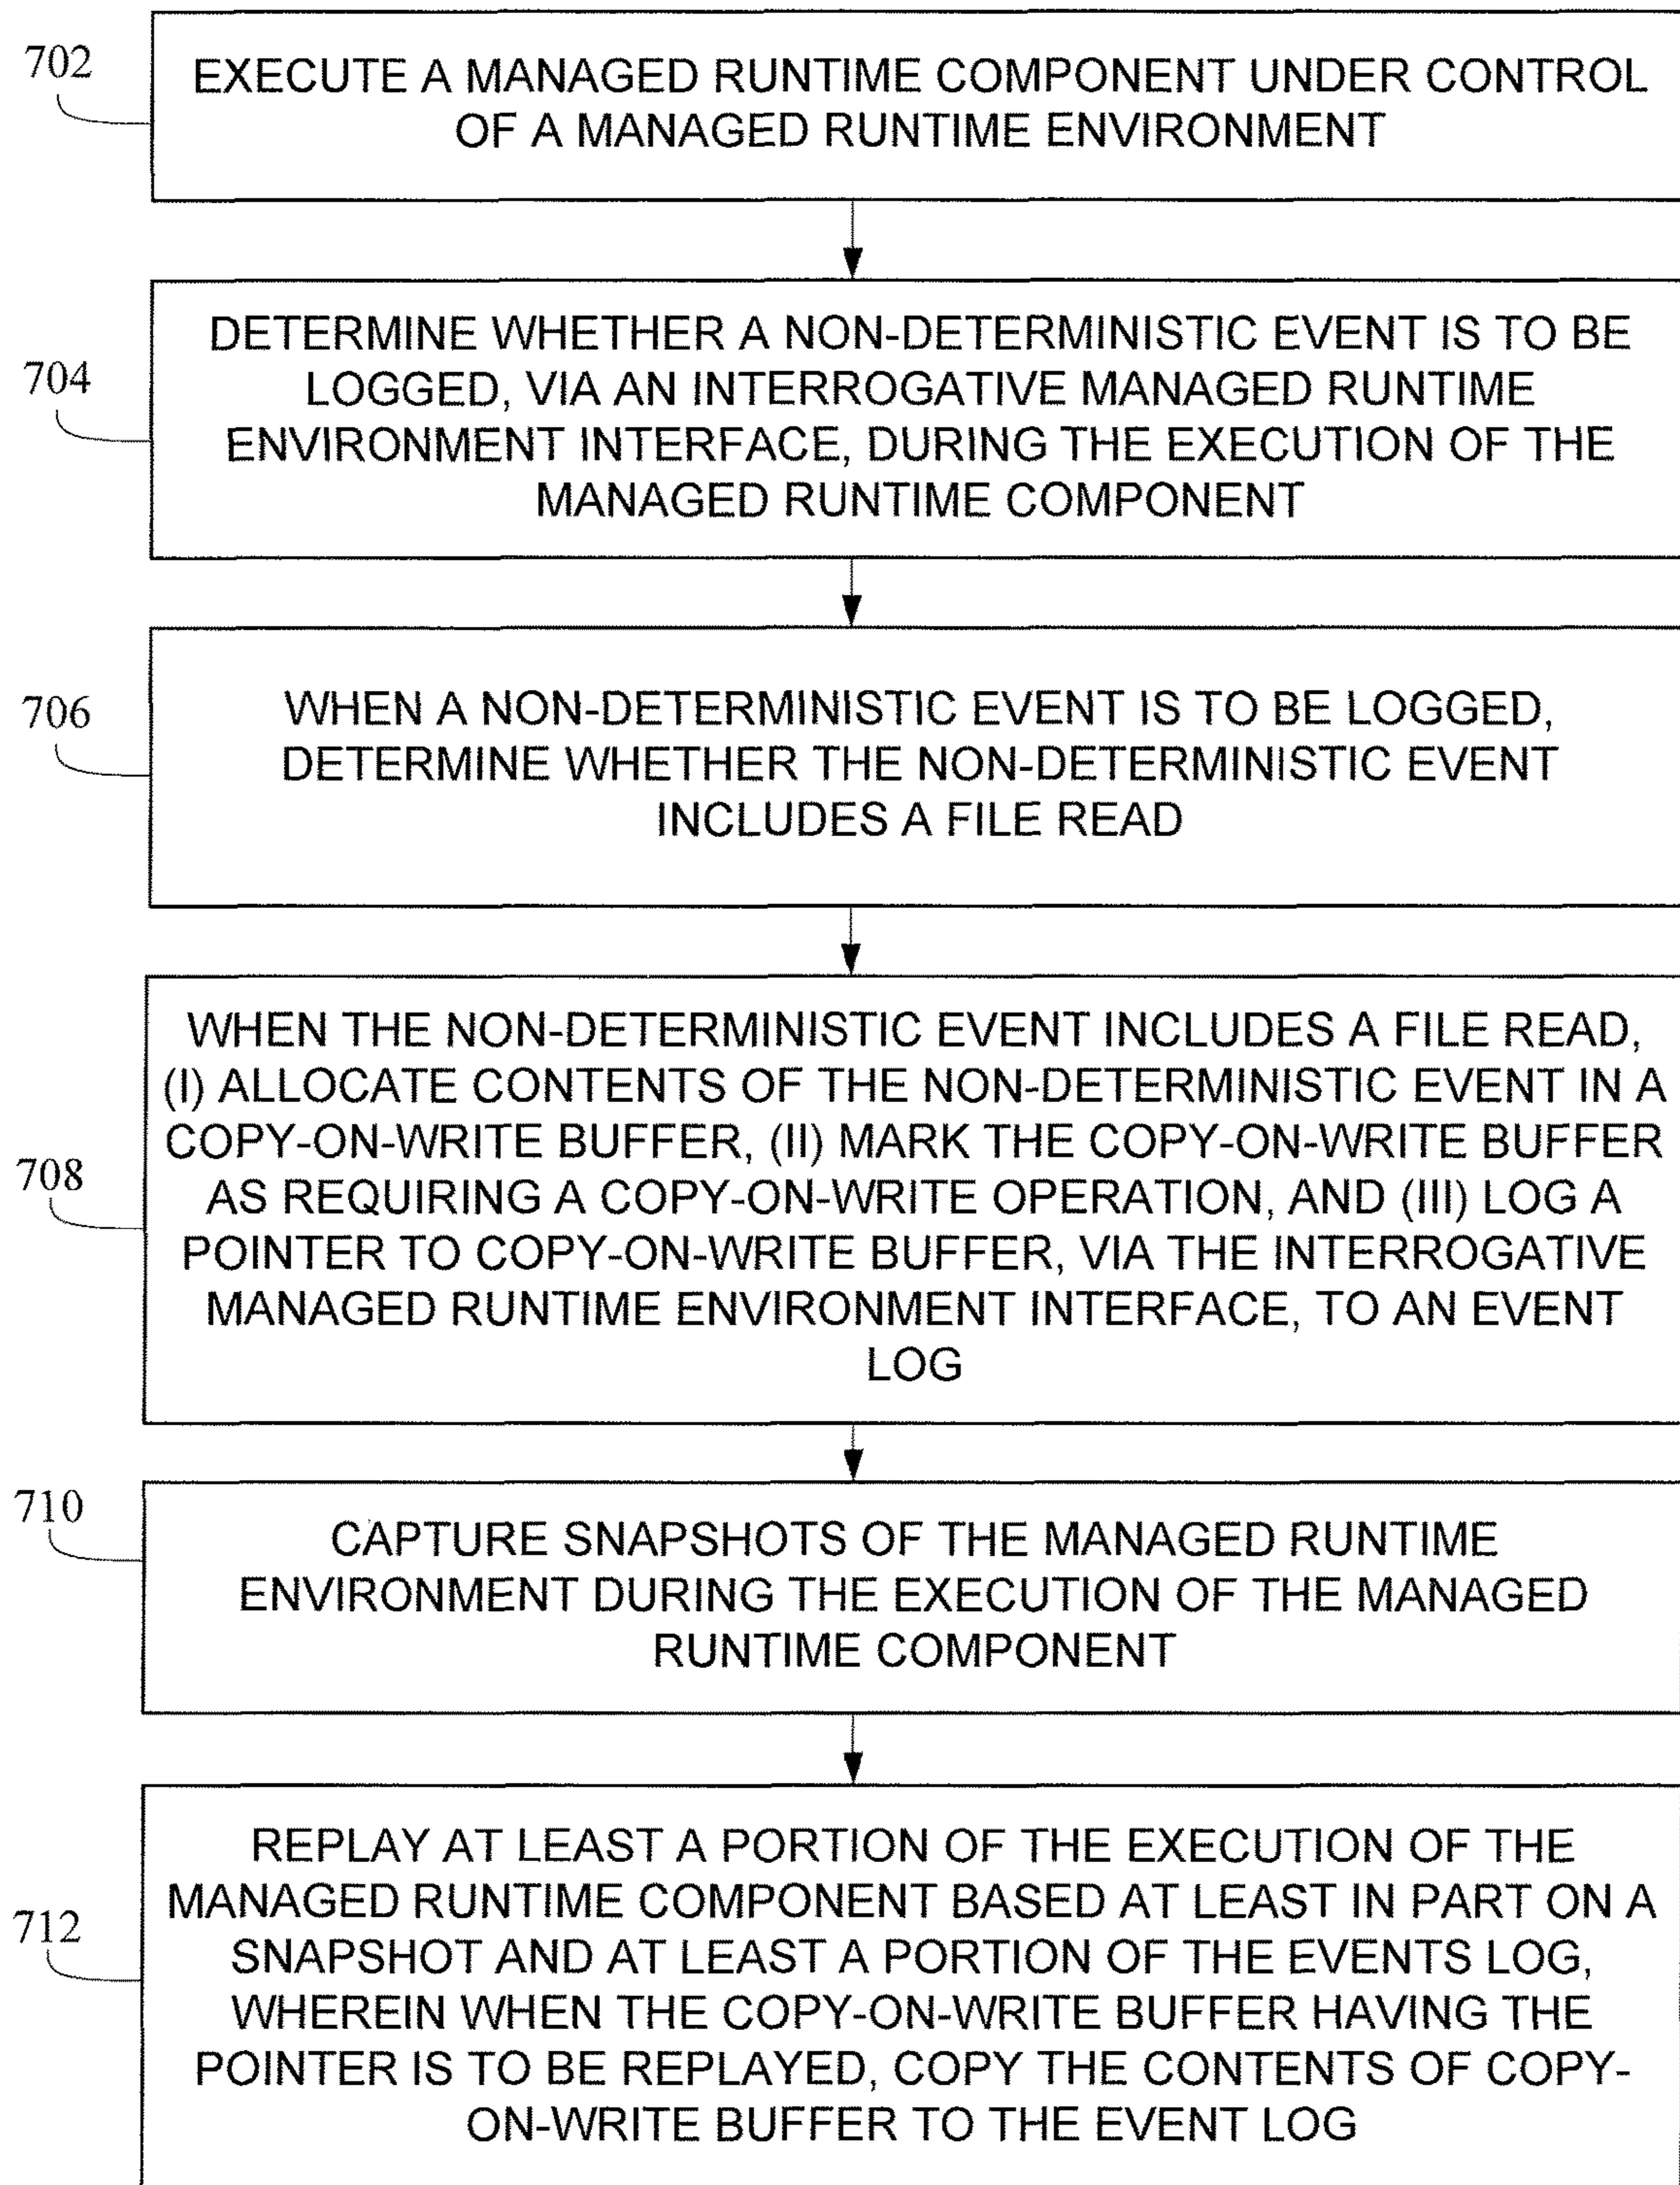 702
EXECUTE A MANAGED RUNTIME COMPONENT UNDER CONTROL
OF A MANAGED RUNTIME ENVIRONMENT
704
DETERMINE WHETHER A NON-DETERMINISTIC EVENT IS TO BE
LOGGED, VIA AN INTERROGATIVE MANAGED RUNTIME
ENVIRONMENT INTERFACE, DURING THE EXECUTION OF THE
MANAGED RUNTIME COMPONENT
706
WHEN A NON-DETERMINISTIC EVENT IS TO BE LOGGED,
DETERMINE WHETHER THE NON-DETERMINISTIC EVENT
INCLUDES A FILE READ
708
WHEN THE NON-DETERMINISTIC EVENT INCLUDES A FILE READ,
(I) ALLOCATE CONTENTS OF THE NON-DETERMINISTIC EVENT IN A
COPY-ON-WRITE BUFFER, (II) MARK THE COPY-ON-WRITE BUFFER
AS REQUIRING A COPY-ON-WRITE OPERATION, AND (III) LOG A
POINTER TO COPY-ON-WRITE BUFFER, VIA THE INTERROGATIVE
MANAGED RUNTIME ENVIRONMENT INTERFACE, TO AN EVENT
LOG
710
CAPTURE SNAPSHOTS OF THE MANAGED RUNTIME
ENVIRONMENT DURING THE EXECUTION OF THE MANAGED
RUNTIME COMPONENT
712
REPLAY AT LEAST A PORTION OF THE EXECUTION OF THE
MANAGED RUNTIME COMPONENT BASED AT LEAST IN PART ON A
SNAPSHOT AND AT LEAST A PORTION OF THE EVENTS LOG,
WHEREIN WHEN THE COPY-ON-WRITE BUFFER HAVING THE
POINTER IS TO BE REPLAYED, COPY THE CONTENTS OF COPY-
ON-WRITE BUFFER TO THE EVENT LOG